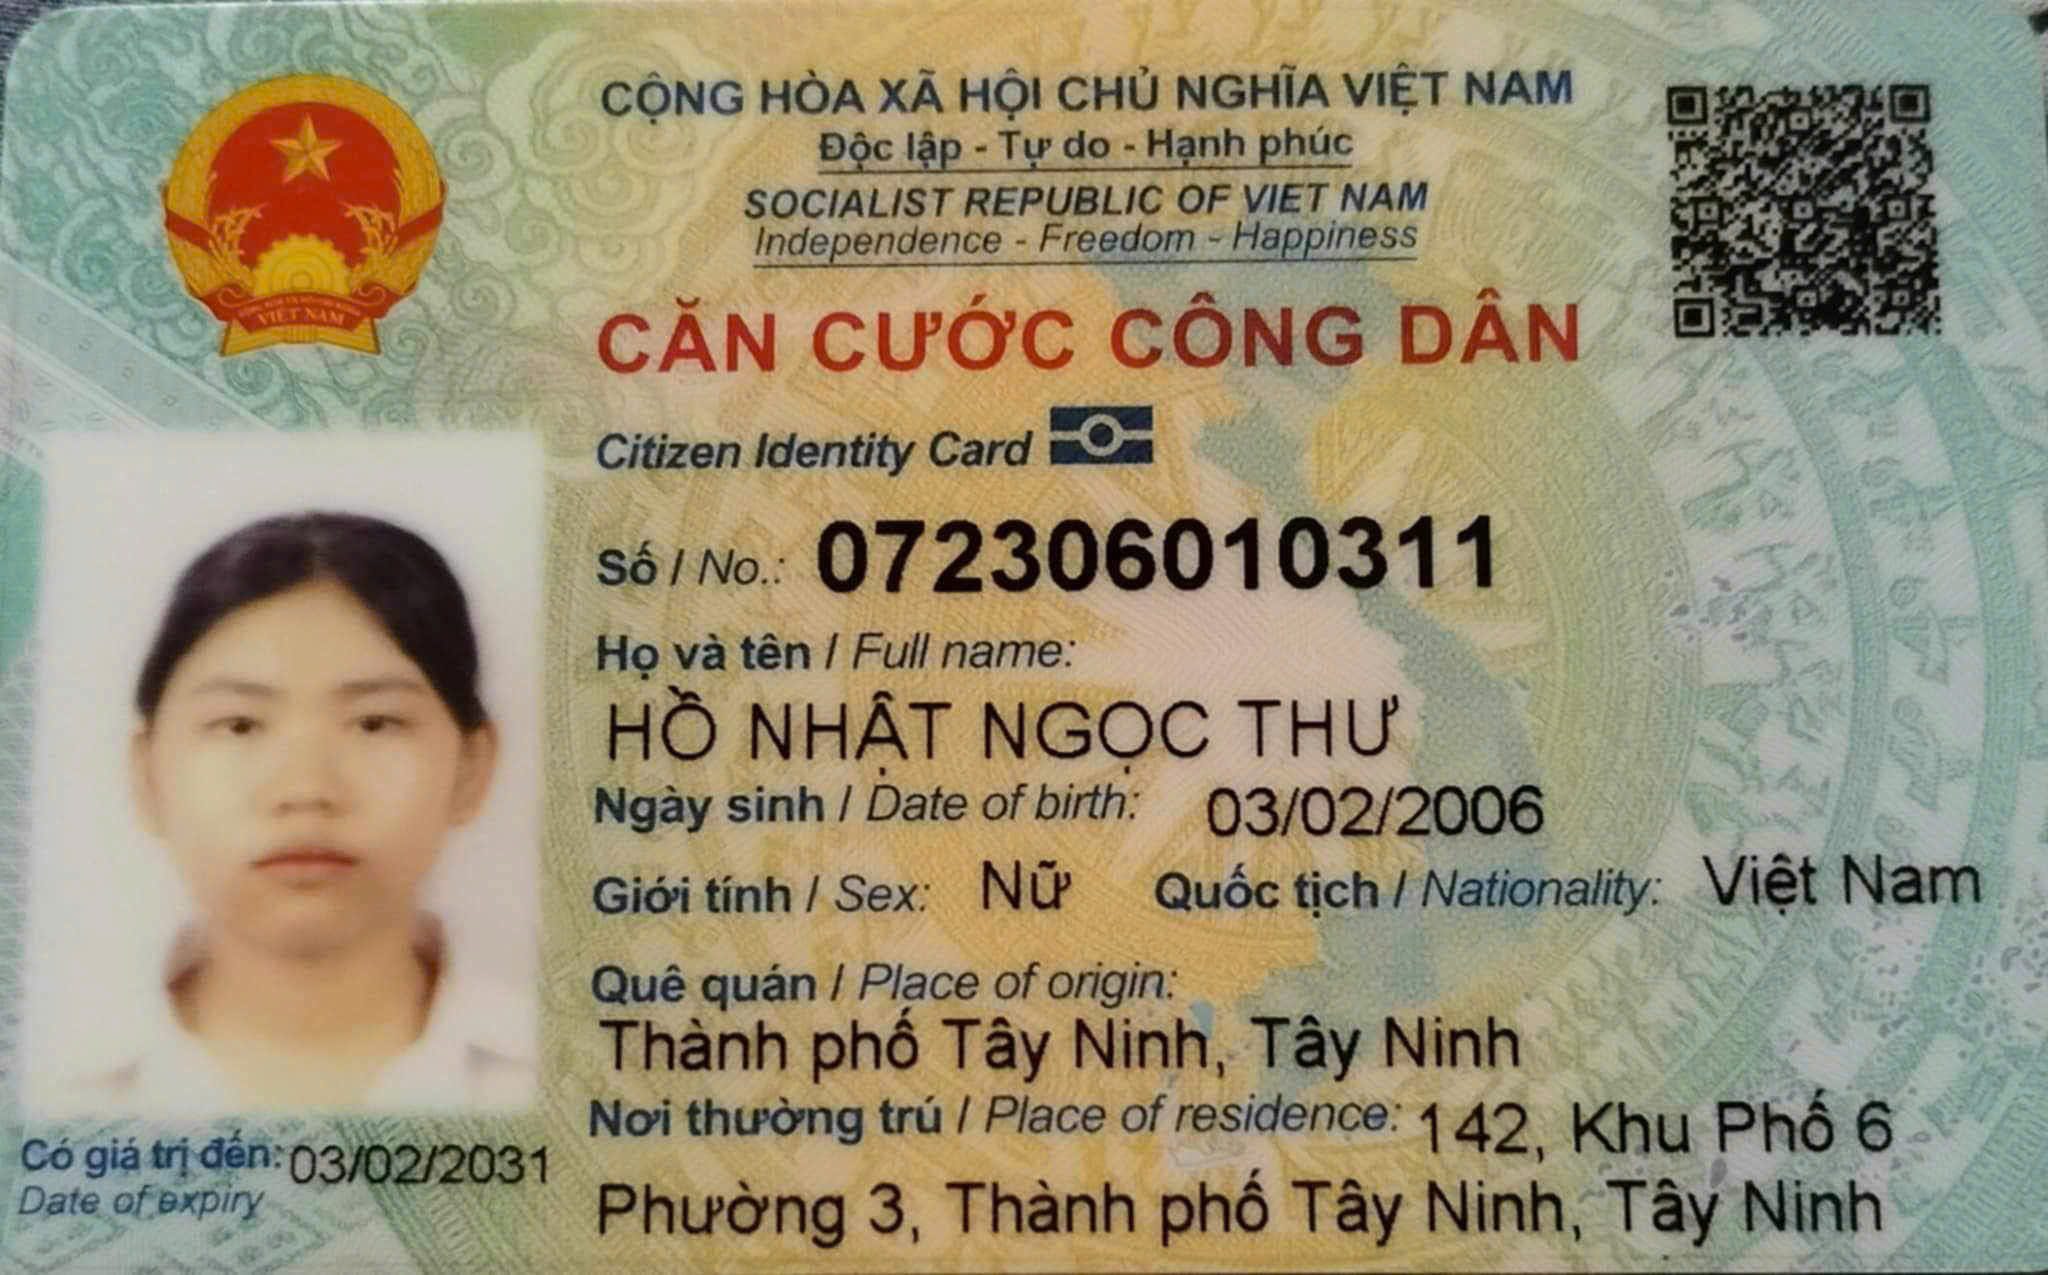 CỘNG HÒA XÃ HỘI CHỦ NGHĨA VIỆT NAM
Độc lập - Tự do - Hạnh phúc
SOCIALIST REPUBLIC OF VIET NAM
Independence - Freedom - Happiness
VIỆT NAM
CĂN CƯỚC CÔNG DÂN
Citizen Identity Card
Số / No.: 072306010311
Họ và tên / Full name:
HỒ NHẬT NGỌC THƯ
Ngày sinh / Date of birth: 03/02/2006
Giới tính / Sex: Nữ Quốc tịch / Nationality: Việt Nam
Quê quán / Place of origin:
Thành phố Tây Ninh, Tây Ninh
Nơi thường trú / Place of residence: 142, Khu Phố 6
Phường 3, Thành phố Tây Ninh, Tây Ninh
Có giá trị đến: 03/02/2031
Date of expiry